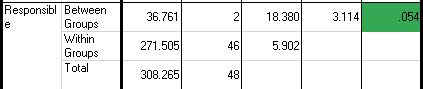 Responsibl Between 36.761 2 18.380 3.114 .054
e Groups
Within 271.505 46 5.902
Groups
Total 308.265 48